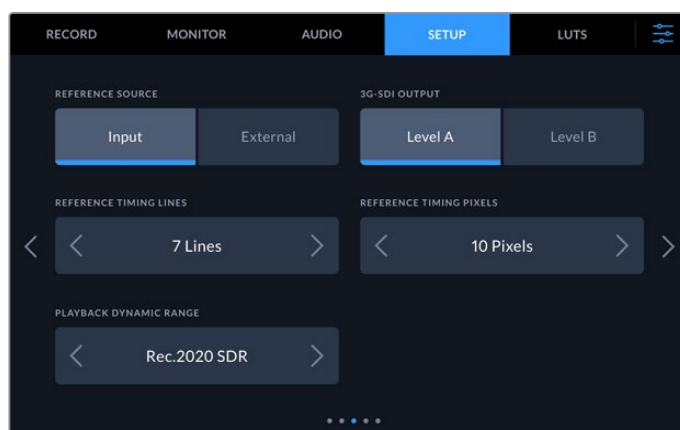 RECORD MONITOR AUDIO SETUP LUTS
REFERENCE SOURCE 3G-SDI OUTPUT
Input External Level A Level B
REFERENCE TIMING LINES REFERENCE TIMING PIXELS
7 Lines 10 Pixels
PLAYBACK DYNAMIC RANGE
Rec.2020 SDR